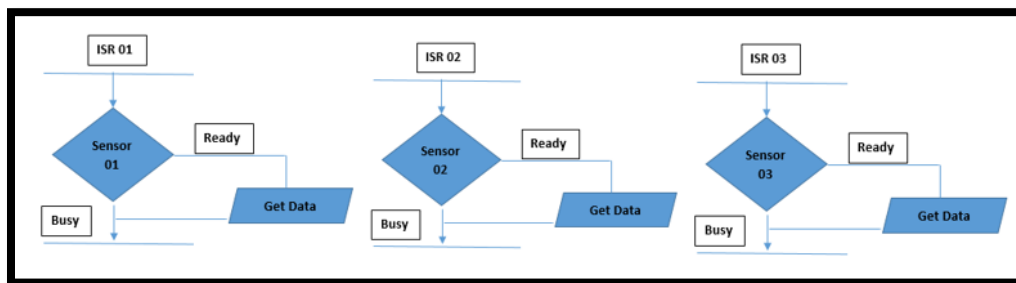 ISR 01
Sensor
01
Ready
Get Data
Busy
ISR 02
Sensor
02
Ready
Get Data
Busy
ISR 03
Sensor
03
Ready
Get Data
Busy